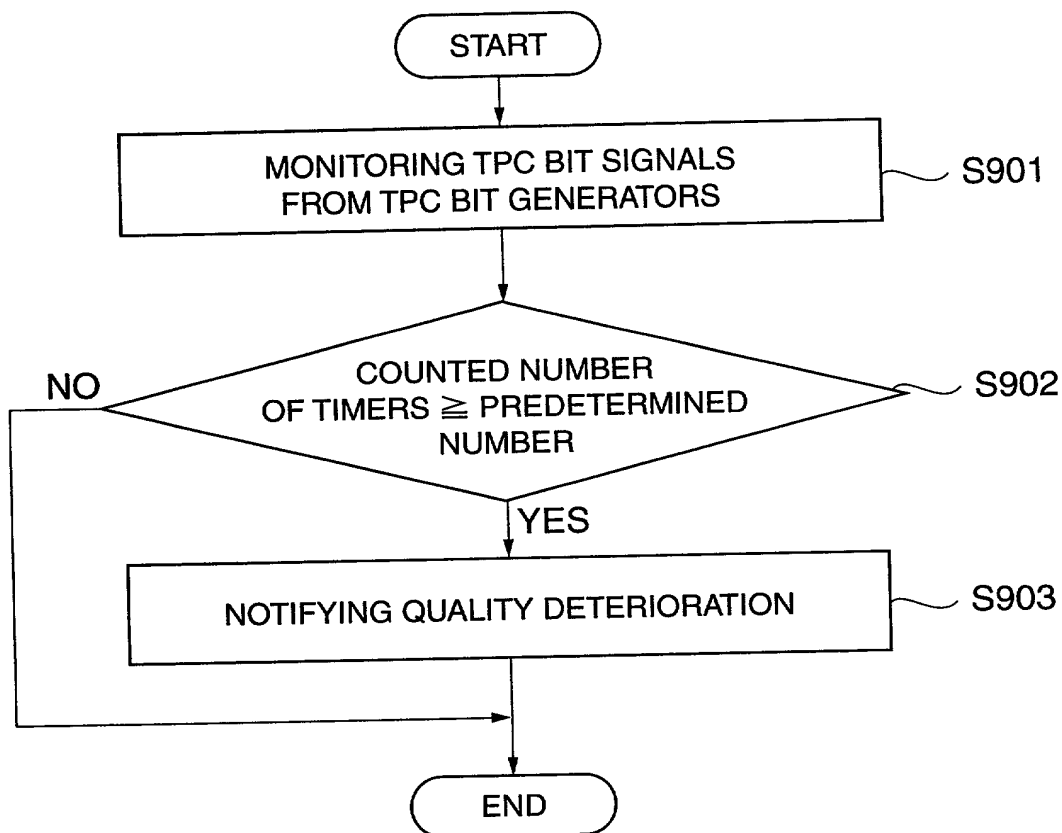 START
MONITORING TPC BIT SIGNALS
FROM TPC BIT GENERATORS
S901
COUNTED NUMBER
OF TIMERS ≧ PREDETERMINED
NUMBER
S902
NO
YES
NOTIFYING QUALITY DETERIORATION
S903
END